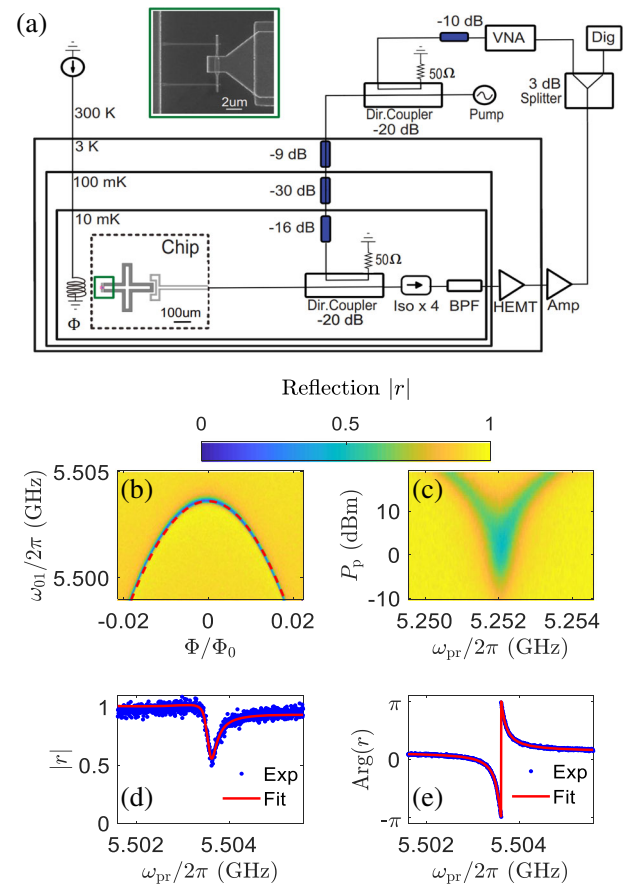 (a)
2um
-10 dB
VNA
Dig
50Ω
3 dB
Splitter
Dir.Coupler
-20 dB
Pump
300 K
3 K
-9 dB
100 mK
-30 dB
10 mK
-16 dB
Chip
50Ω
Φ
100um
Dir.Coupler
-20 dB
Iso x 4
BPF
HEMT
Amp
Reflection |r|
0 0.5 1
(b)
5.505
5.500
ω01/2π (GHz)
-0.02 0 0.02
Φ/Φ0
(c)
10
0
-10
Pp (dBm)
5.250 5.252 5.254
ωpr/2π (GHz)
1
0.5
0
|r|
Exp
Fit
(d)
5.502 5.504
ωpr/2π (GHz)
π
0
-π
Arg(r)
Exp
Fit
(e)
5.502 5.504
ωpr/2π (GHz)